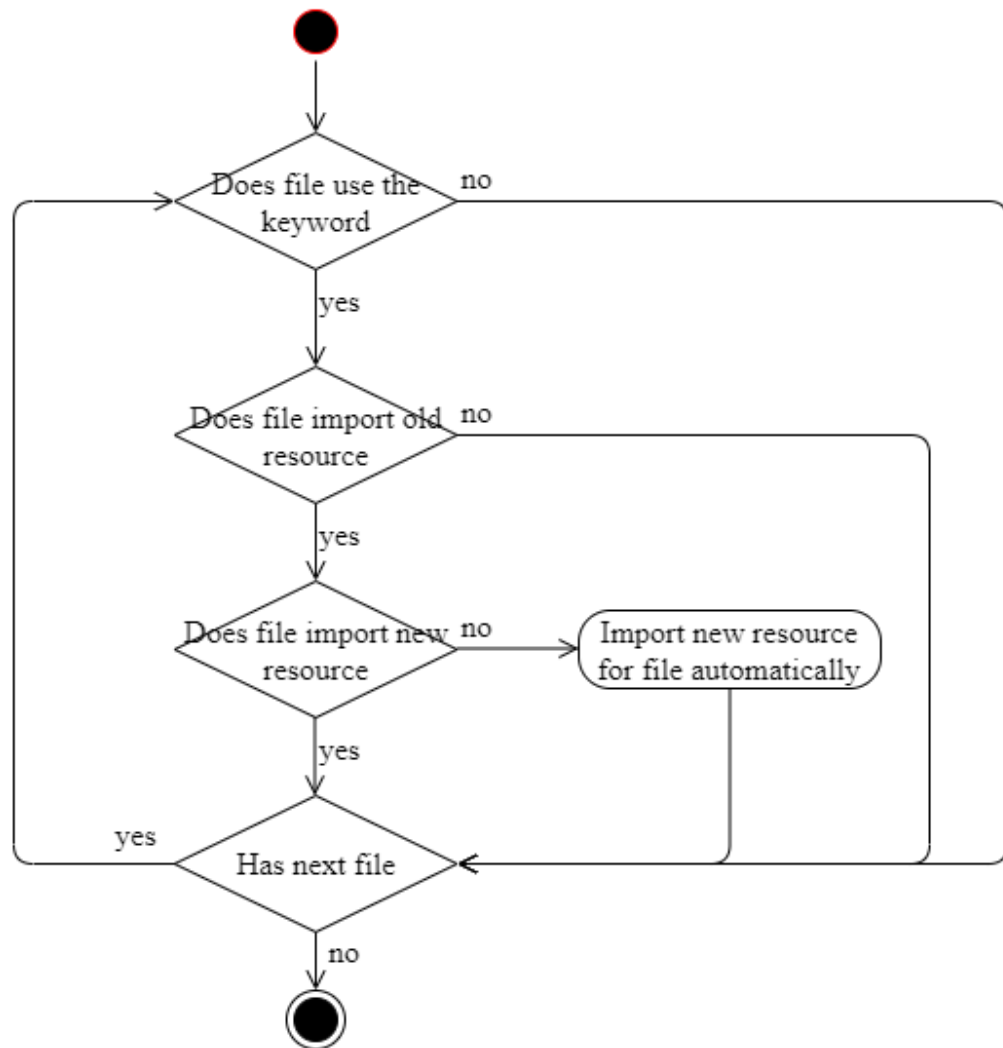 Does file use the
keyword
no
yes
Does file import old
resource
no
yes
Does file import new
resource
no
Import new resource
for file automatically
yes
yes
Has next file
no